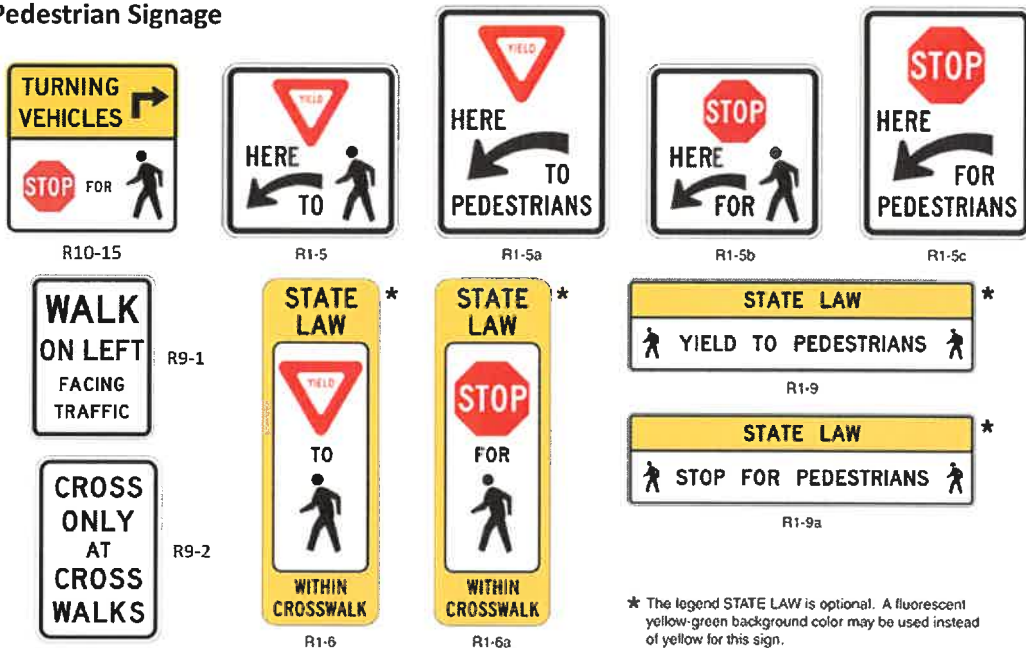 Pedestrian Signage
TURNING
VEHICLES
STOP FOR
R10-15
YIELD
HERE
TO
R1-5
YIELD
HERE
TO
PEDESTRIANS
R1-5a
STOP
HERE
FOR
R1-5b
STOP
HERE
FOR
PEDESTRIANS
R1-5c
WALK
ON LEFT
FACING
TRAFFIC
R9-1
CROSS
ONLY
AT
CROSS
WALKS
R9-2
STATE
LAW
*
YIELD
TO
WITHIN
CROSSWALK
R1-6
STATE
LAW
*
STOP
FOR
WITHIN
CROSSWALK
R1-6a
STATE LAW
*
YIELD TO PEDESTRIANS
R1-9
STATE LAW
*
STOP FOR PEDESTRIANS
R1-9a
* The legend STATE LAW is optional. A fluorescent
yellow-green background color may be used instead
of yellow for this sign.